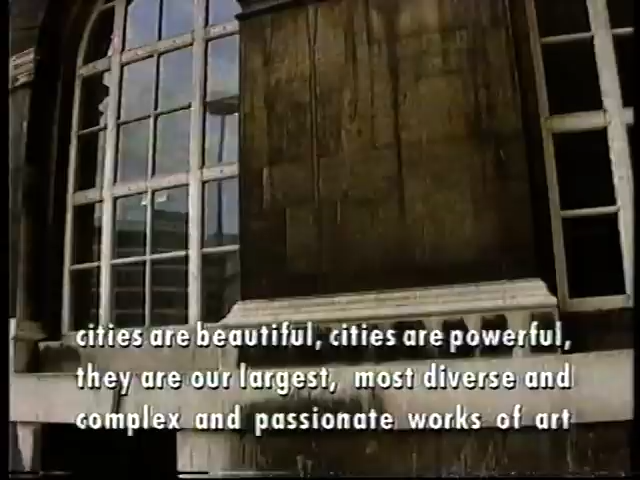 cities are beautiful, cities are powerful,
they are our largest, most diverse and
complex and passionate works of art